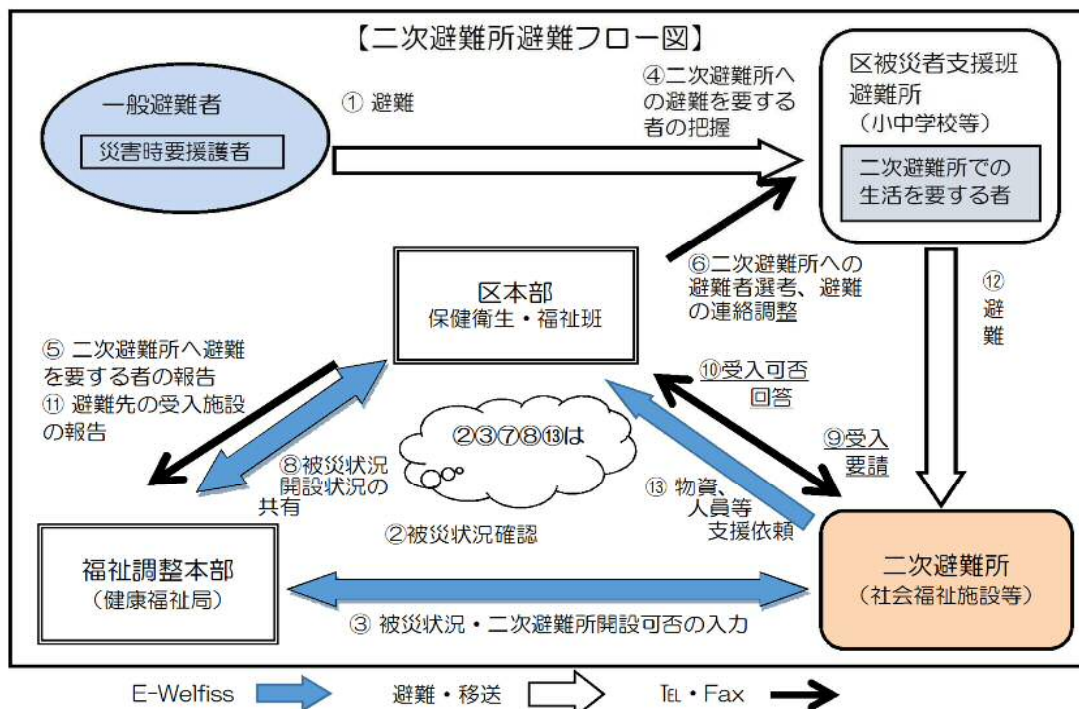 【二次避難所避難フロー図】
一般避難者
災害時要援護者
① 避難
④二次避難所へ
の避難を要する
者の把握
区被災者支援班
避難所
（小中学校等）
二次避難所での
生活を要する者
区本部
保健衛生・福祉班
⑥二次避難所への
避難者選考、避難
の連絡調整
⑫
避
難
⑤ 二次避難所へ避難
を要する者の報告
⑪ 避難先の受入施設
の報告
⑩受入可否
回答
②③⑦⑧⑬は
⑨受入
要請
⑧被災状況
開設状況の
共有
⑬ 物資、
人員等
支援依頼
②被災状況確認
福祉調整本部
（健康福祉局）
二次避難所
（社会福祉施設等）
③ 被災状況・二次避難所開設可否の入力
E-Welfiss
避難・移送
℡・Fax